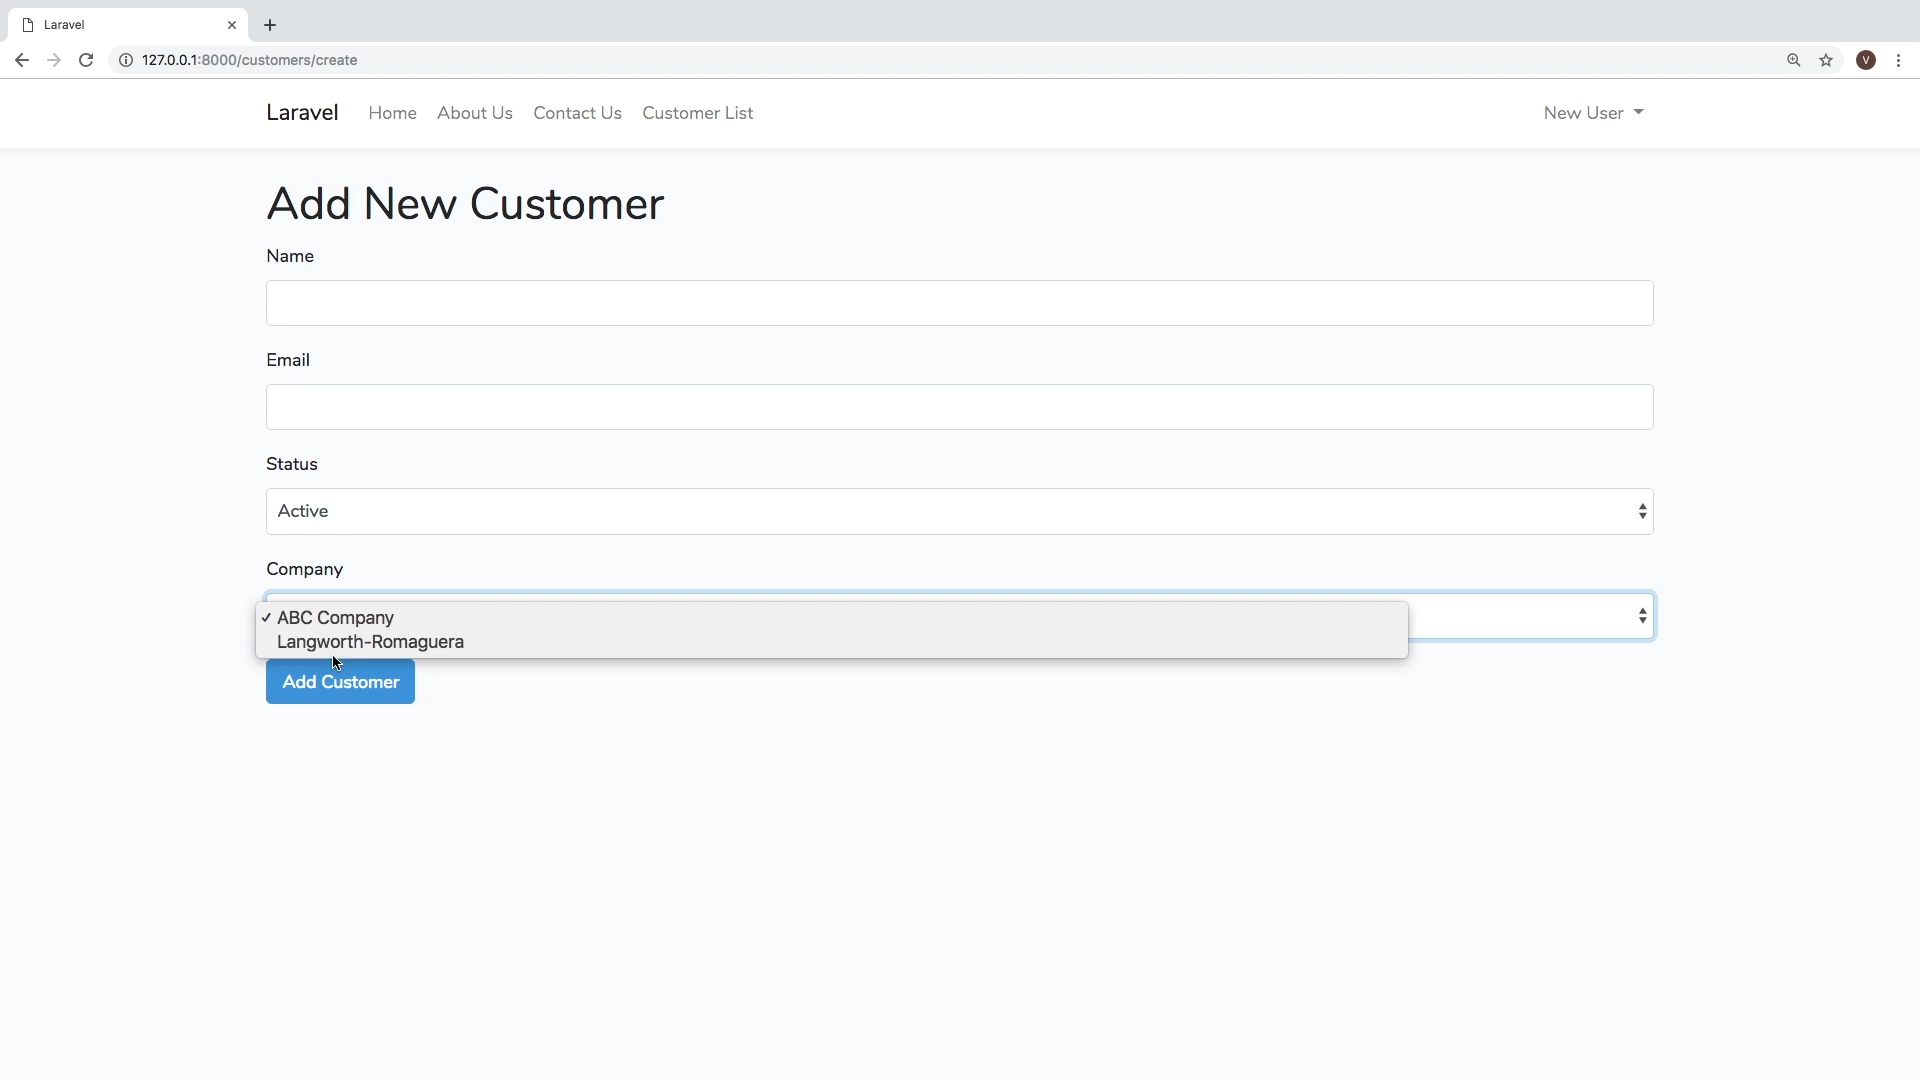 Laravel
127.0.0.1:8000/customers/create
V
Laravel Home About Us Contact Us Customer List New User
Add New Customer
Name
Email
Status
Active
Company
✓ ABC Company
Langworth-Romaguera
Add Customer